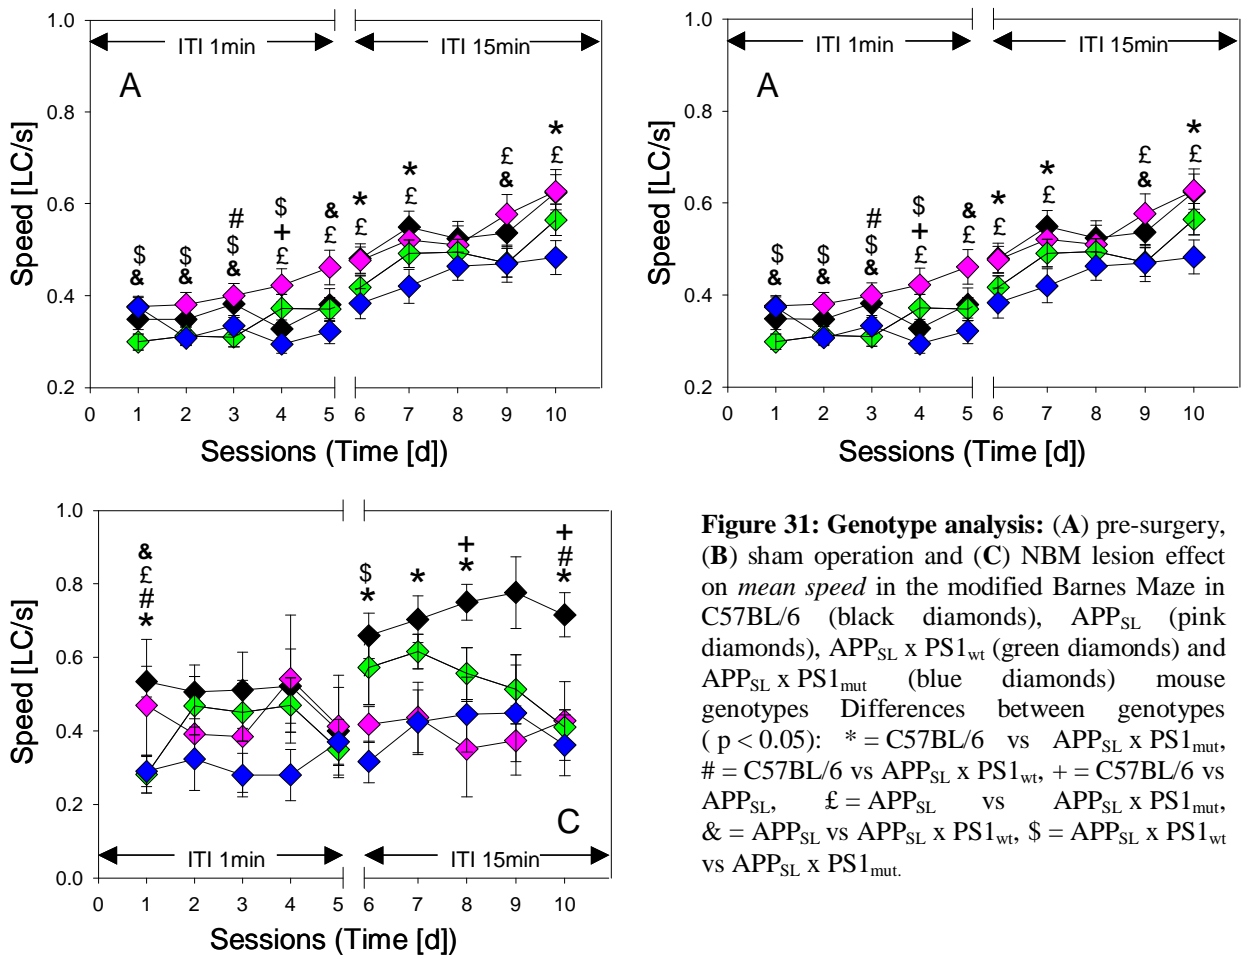 1.0
ITI 1min
ITI 15min
A
0.8
Speed [LC/s]
*
£
£
*
*
£
&
$
&
#
$
+
£
£
0.6
$
&
$
&
$
&
£
£
0.4
0.2
0 1 2 3 4 5 6 7 8 9 10
Sessions (Time [d])
1.0
ITI 1min
ITI 15min
A
0.8
Speed [LC/s]
*
£
£
*
*
£
&
$
&
#
$
+
£
£
0.6
$
&
$
&
$
&
£
£
0.4
0.2
0 1 2 3 4 5 6 7 8 9 10
Sessions (Time [d])
1.0
&
£
#
*
$
*
*
+
*
+
#
*
0.8
Speed [LC/s]
0.6
0.4
0.2
C
ITI 1min
ITI 15min
0.0
0 1 2 3 4 5 6 7 8 9 10
Sessions (Time [d])
Figure 31: Genotype analysis: (A) pre-surgery,
(B) sham operation and (C) NBM lesion effect
on mean speed in the modified Barnes Maze in
C57BL/6 (black diamonds), APPSL (pink
diamonds), APPSL x PS1wt (green diamonds) and
APPSL x PS1mut (blue diamonds) mouse
genotypes Differences between genotypes
( p < 0.05): * = C57BL/6 vs APPSL x PS1mut,
# = C57BL/6 vs APPSL x PS1wt, + = C57BL/6 vs
APPSL, £ = APPSL vs APPSL x PS1mut,
& = APPSL vs APPSL x PS1wt, $ = APPSL x PS1wt
vs APPSL x PS1mut.